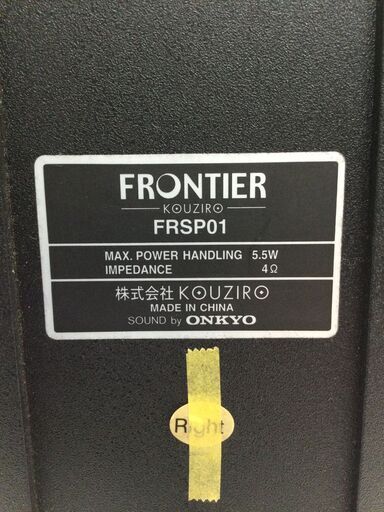 FRONTIER
KOUZIRO
FRSP01
MAX. POWER HANDLING 5.5W
IMPEDANCE 4Ω
株式会社 KOUZIRO
MADE IN CHINA
SOUND by ONKYO
Right